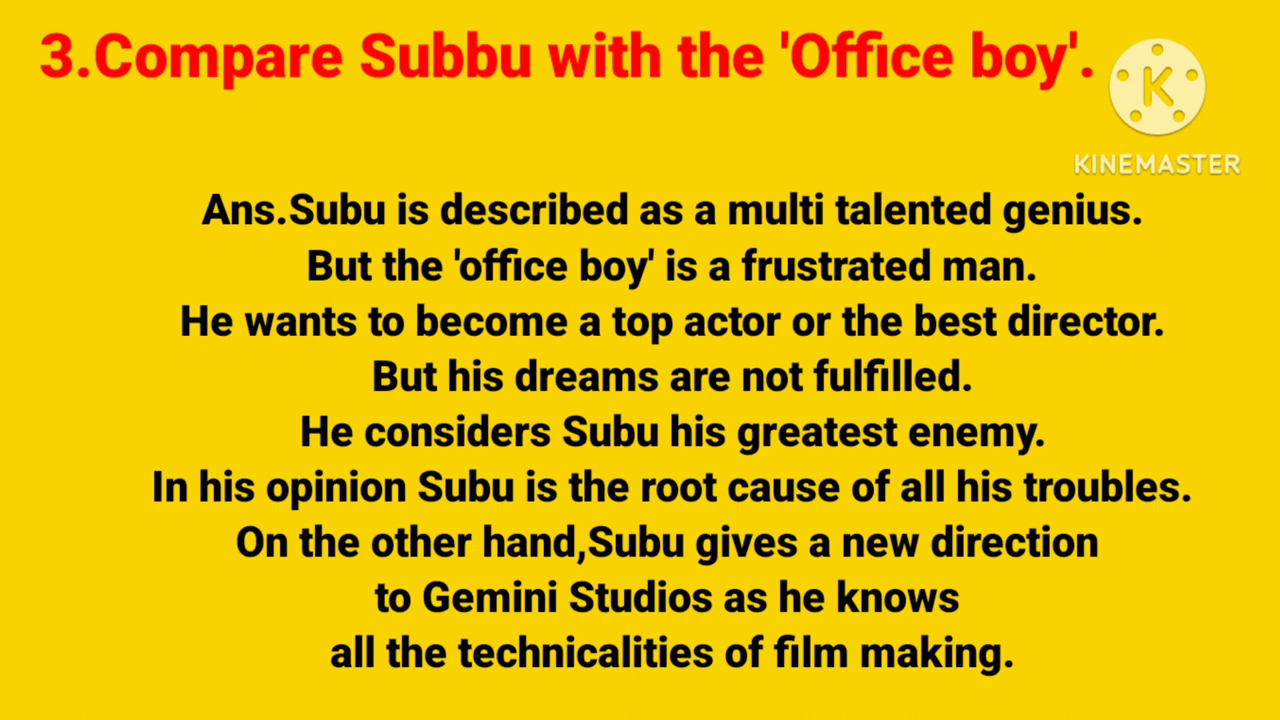 3.Compare Subbu with the 'Office boy'.
K
KINEMASTER
Ans.Subu is described as a multi talented genius.
But the 'office boy' is a frustrated man.
He wants to become a top actor or the best director.
But his dreams are not fulfilled.
He considers Subu his greatest enemy.
In his opinion Subu is the root cause of all his troubles.
On the other hand,Subu gives a new direction
to Gemini Studios as he knows
all the technicalities of film making.